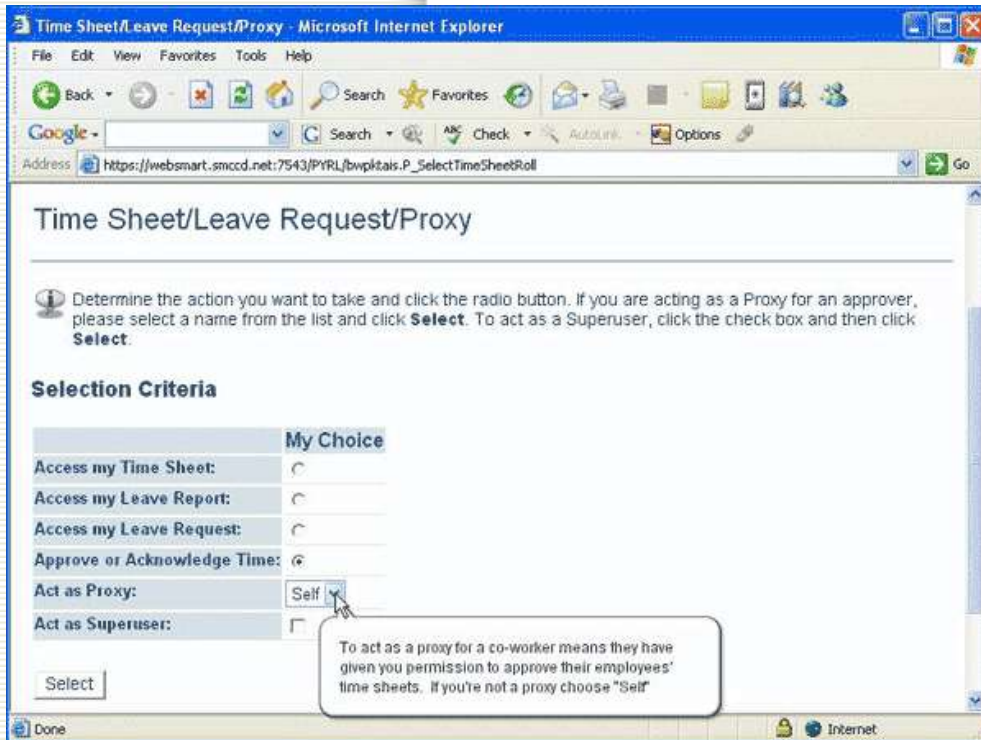 Time Sheet/Leave Request/Proxy - Microsoft Internet Explorer
File Edit View Favorites Tools Help
Back Search Favorites
Google Search ABC Check AutoLink Options
Address https://websmart.smccd.net:7543/PYRL/bwpktais.P_SelectTimeSheetRoll Go
Time Sheet/Leave Request/Proxy
Determine the action you want to take and click the radio button. If you are acting as a Proxy for an approver,
please select a name from the list and click Select. To act as a Superuser, click the check box and then click
Select.
Selection Criteria
My Choice
Access my Time Sheet:
Access my Leave Report:
Access my Leave Request:
Approve or Acknowledge Time:
Act as Proxy: Self
Act as Superuser:
To act as a proxy for a co-worker means they have
given you permission to approve their employees'
time sheets. If you're not a proxy choose "Self"
Select
Done Internet